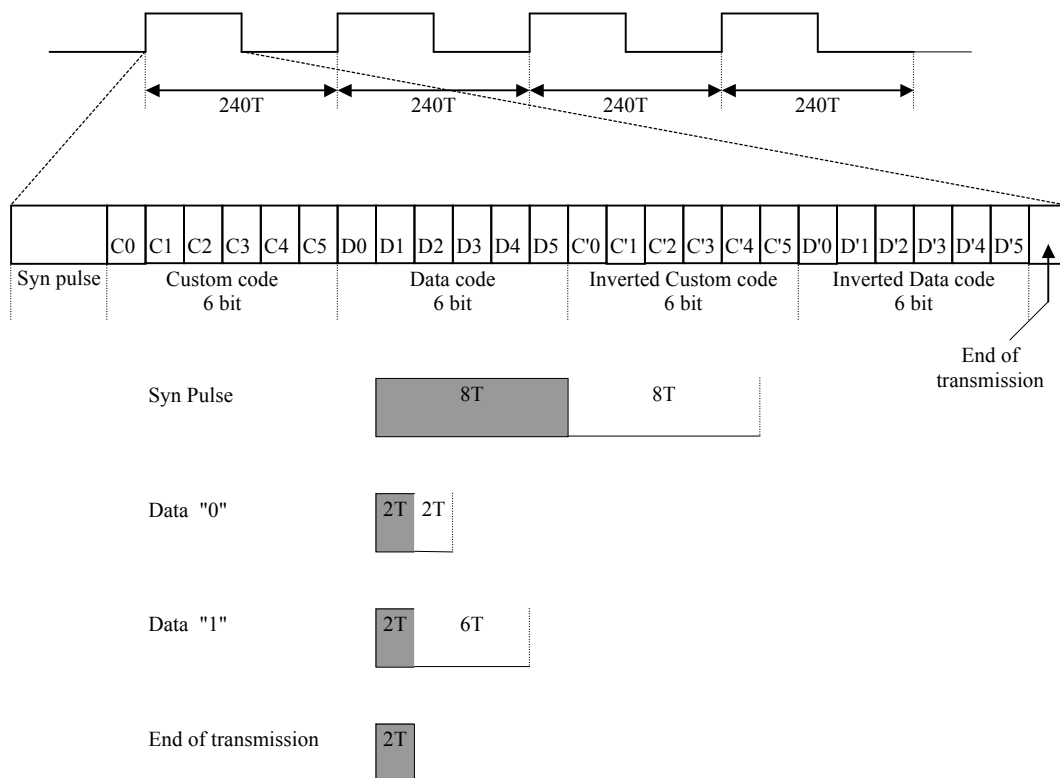 240T 240T 240T 240T
C0 C1 C2 C3 C4 C5 D0 D1 D2 D3 D4 D5 C'0 C'1 C'2 C'3 C'4 C'5 D'0 D'1 D'2 D'3 D'4 D'5
Syn pulse Custom code Data code Inverted Custom code Inverted Data code
6 bit 6 bit 6 bit 6 bit
End of
transmission
Syn Pulse 8T 8T
Data "0" 2T 2T
Data "1" 2T 6T
End of transmission 2T